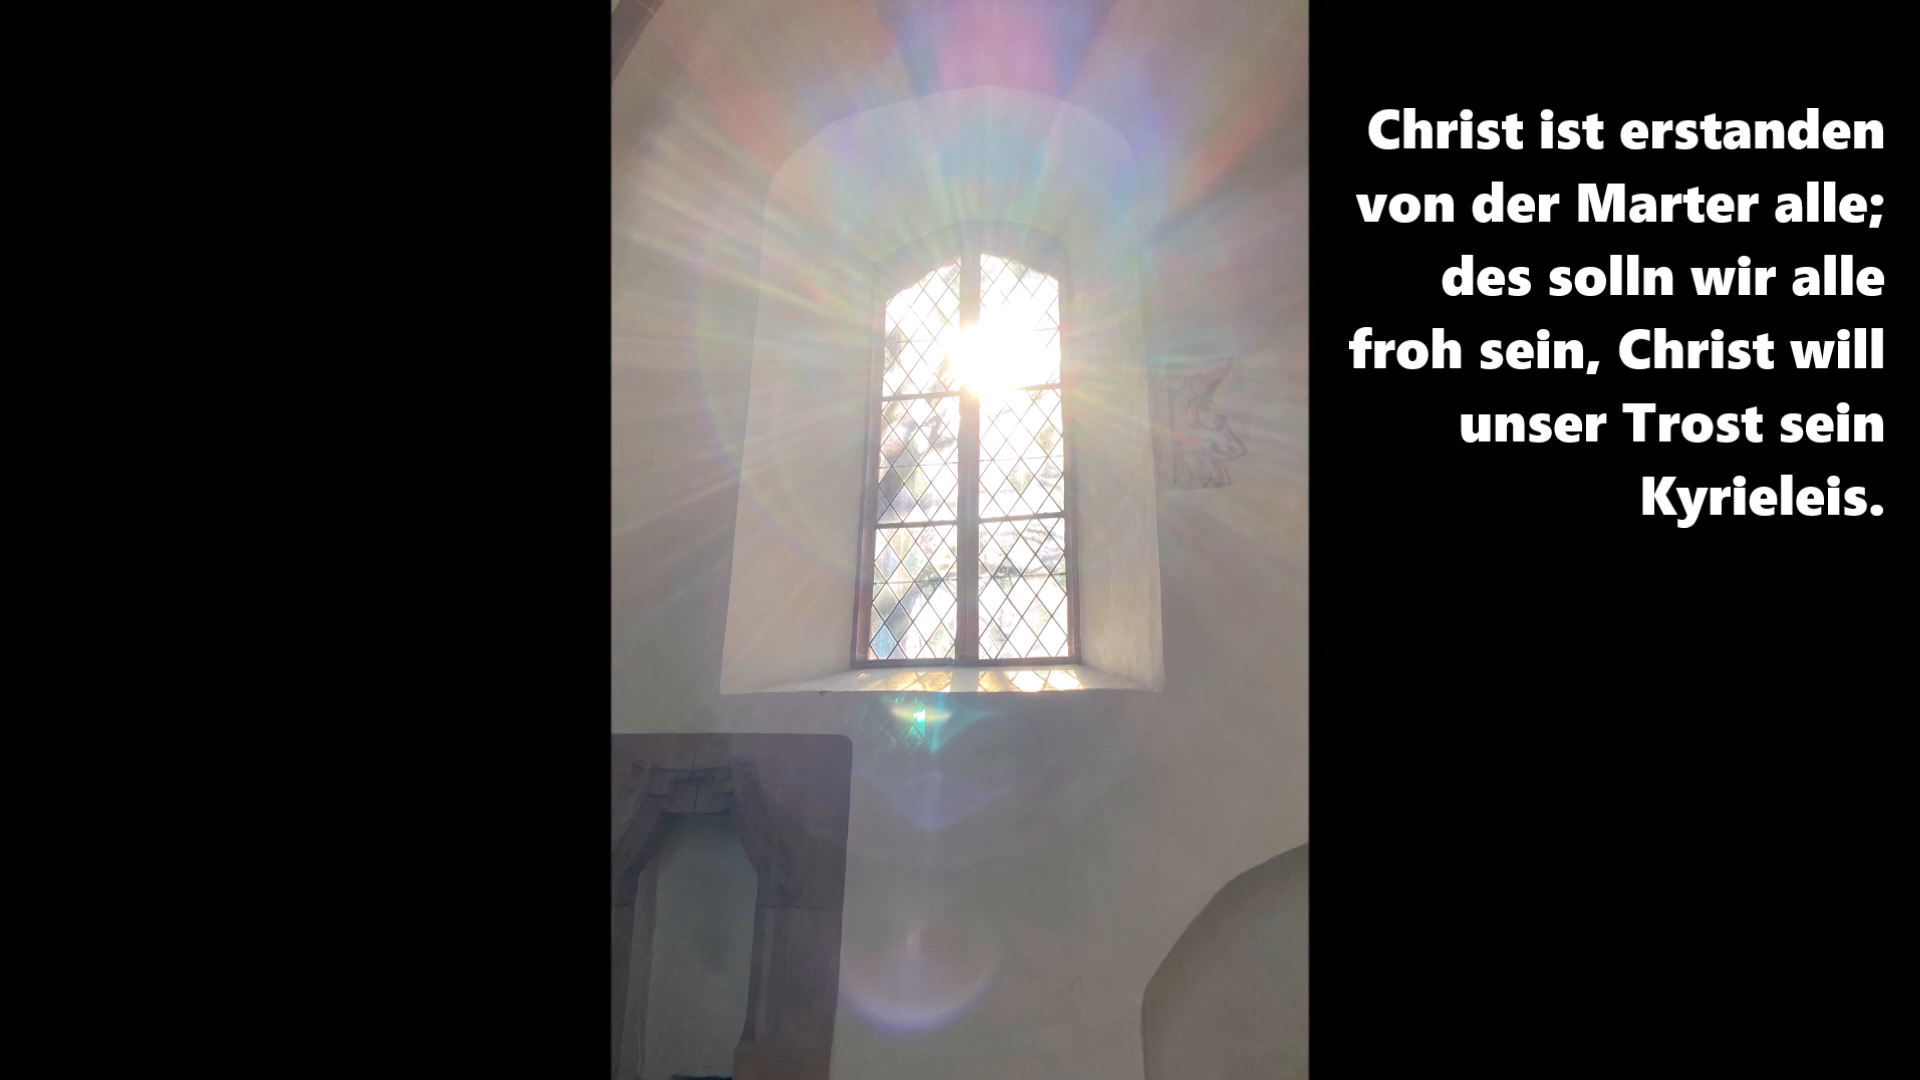 Christ ist erstanden
von der Marter alle;
des solln wir alle
froh sein, Christ will
unser Trost sein
Kyrieleis.